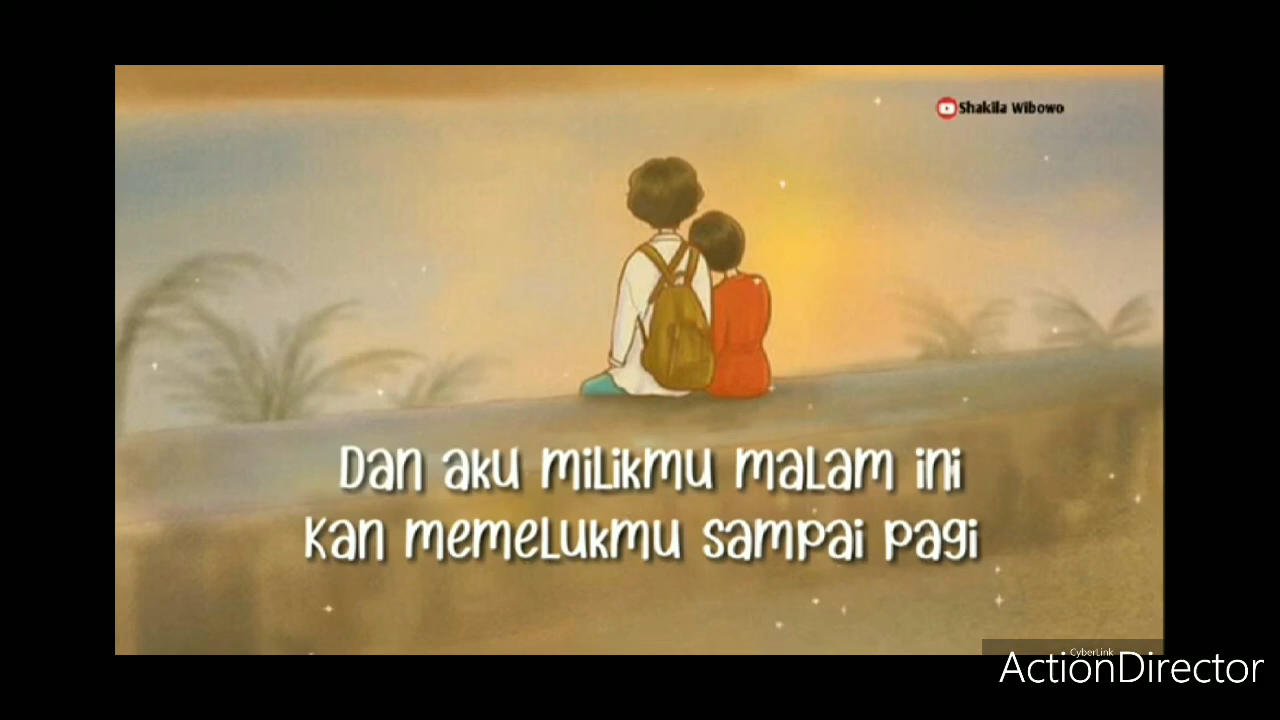 Shakila Wibowo
Dan aku milikmu malam ini
Kan memelukmu sampai pagi
CyberLink
ActionDirector